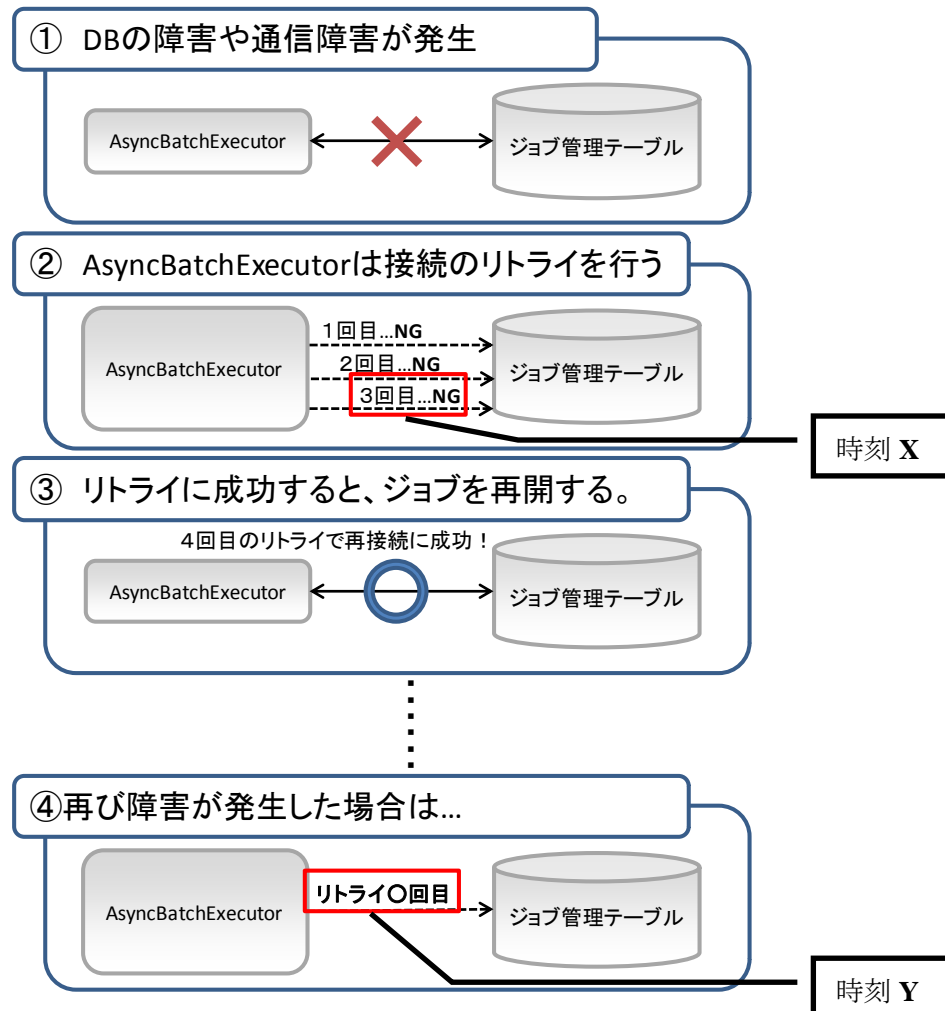 ① DBの障害や通信障害が発生
AsyncBatchExecutor
ジョブ管理テーブル
② AsyncBatchExecutorは接続のリトライを行う
AsyncBatchExecutor
1回目...NG
2回目...NG
3回目...NG
ジョブ管理テーブル
時刻 X
③ リトライに成功すると、ジョブを再開する。
4回目のリトライで再接続に成功！
AsyncBatchExecutor
ジョブ管理テーブル
④再び障害が発生した場合は...
AsyncBatchExecutor
リトライ〇回目
ジョブ管理テーブル
時刻 Y